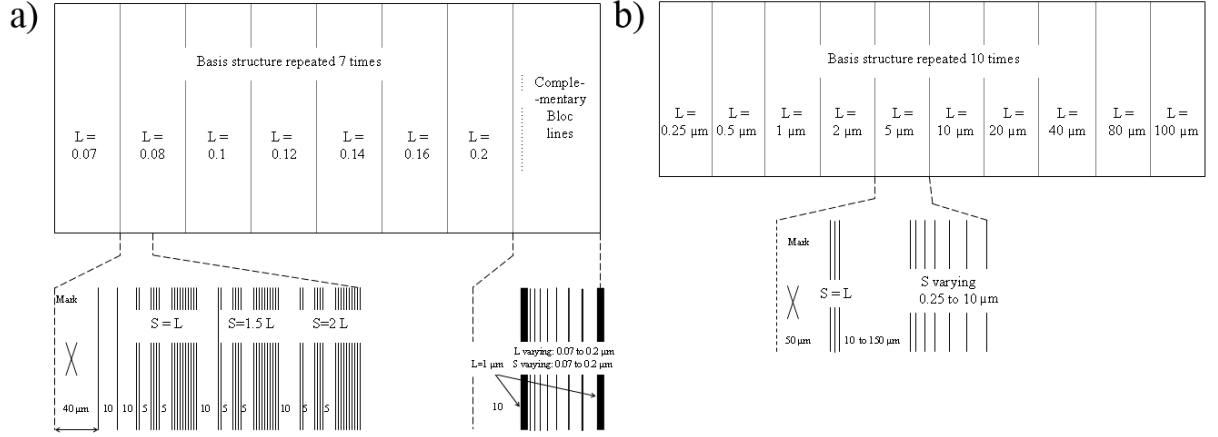 a)
Basis structure repeated 7 times
Comple-
-mentary
Bloc
lines
L =
0.07
L =
0.08
L =
0.1
L =
0.12
L =
0.14
L =
0.16
L =
0.2
Mark
S = L
S=1.5 L
S=2 L
40 μm
10
10
5
5
10
5
5
10
5
5
L varying: 0.07 to 0.2 μm
S varying: 0.07 to 0.2 μm
L=1 μm
10
b)
Basis structure repeated 10 times
L =
0.25 μm
L =
0.5 μm
L =
1 μm
L =
2 μm
L =
5 μm
L =
10 μm
L =
20 μm
L =
40 μm
L =
80 μm
L =
100 μm
Mark
S = L
S varying
0.25 to 10 μm
50 μm
10 to 150 μm